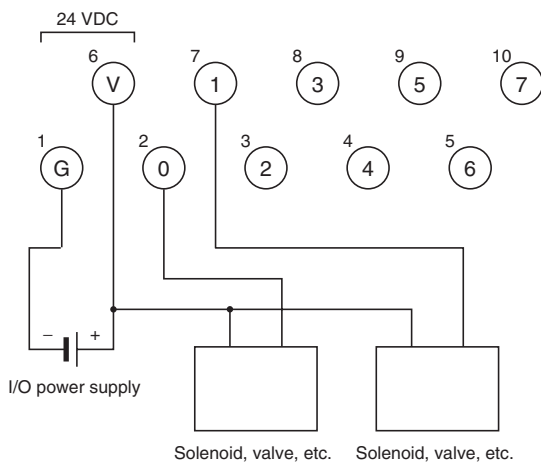 24 VDC
6 7 8 9 10
V 1 3 5 7
1 2 3 4 5
G 0 2 4 6
– +
I/O power supply
Solenoid, valve, etc. Solenoid, valve, etc.